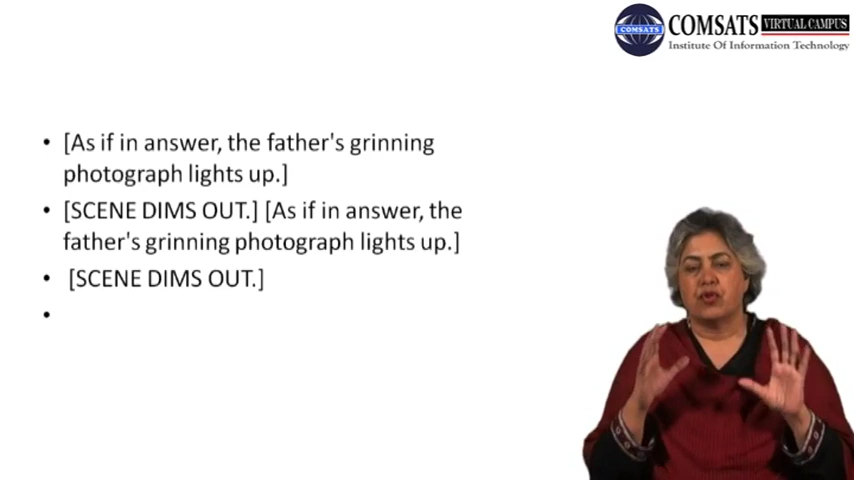 COMSATS
COMSATS VIRTUAL CAMPUS
Institute Of Information Technology
• [As if in answer, the father's grinning
photograph lights up.]
• [SCENE DIMS OUT.] [As if in answer, the
father's grinning photograph lights up.]
• [SCENE DIMS OUT.]
•